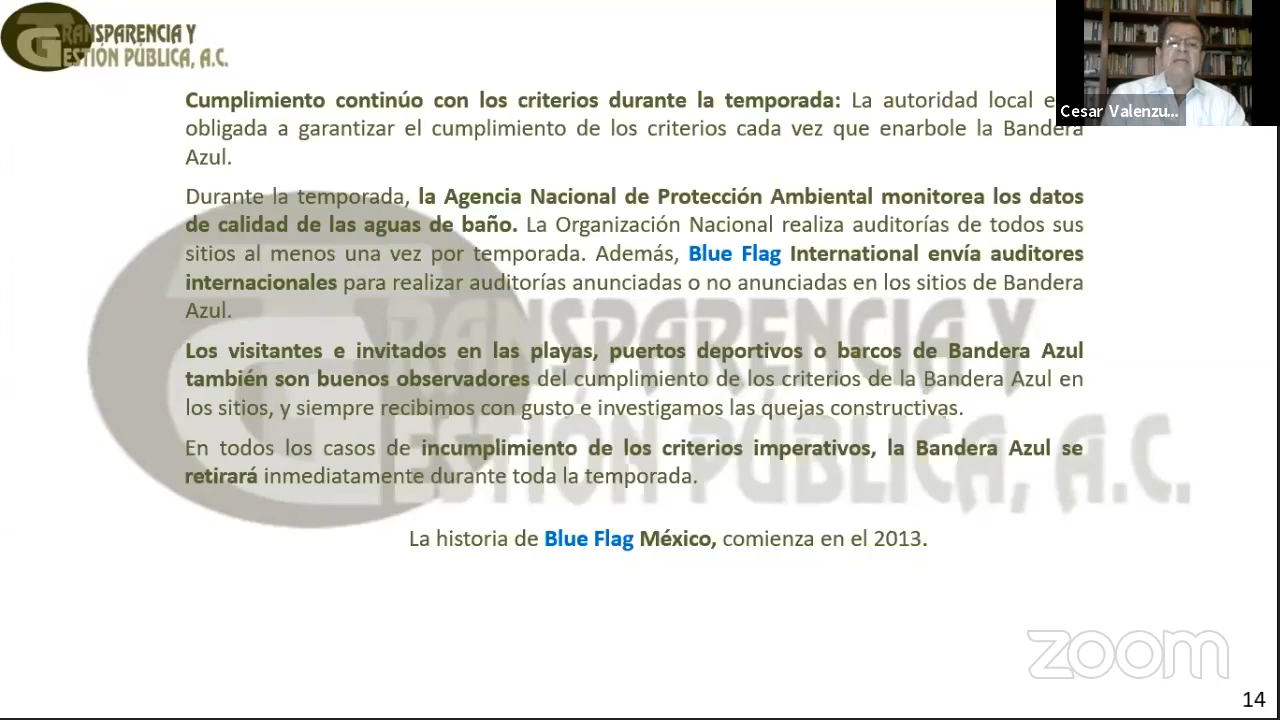 TRANSPARENCIA Y
GESTIÓN PÚBLICA, A.C.
Cesar Valenzu...
Cumplimiento continúo con los criterios durante la temporada: La autoridad local e
obligada a garantizar el cumplimiento de los criterios cada vez que enarbole la Bandera
Azul.
Durante la temporada, la Agencia Nacional de Protección Ambiental monitorea los datos
de calidad de las aguas de baño. La Organización Nacional realiza auditorías de todos sus
sitios al menos una vez por temporada. Además, Blue Flag International envía auditores
internacionales para realizar auditorías anunciadas o no anunciadas en los sitios de Bandera
Azul.
Los visitantes e invitados en las playas, puertos deportivos o barcos de Bandera Azul
también son buenos observadores del cumplimiento de los criterios de la Bandera Azul en
los sitios, y siempre recibimos con gusto e investigamos las quejas constructivas.
En todos los casos de incumplimiento de los criterios imperativos, la Bandera Azul se
retirará inmediatamente durante toda la temporada.
La historia de Blue Flag México, comienza en el 2013.
TRANSPARENCIA Y
GESTIÓN PÚBLICA, A.C.
zoom
14